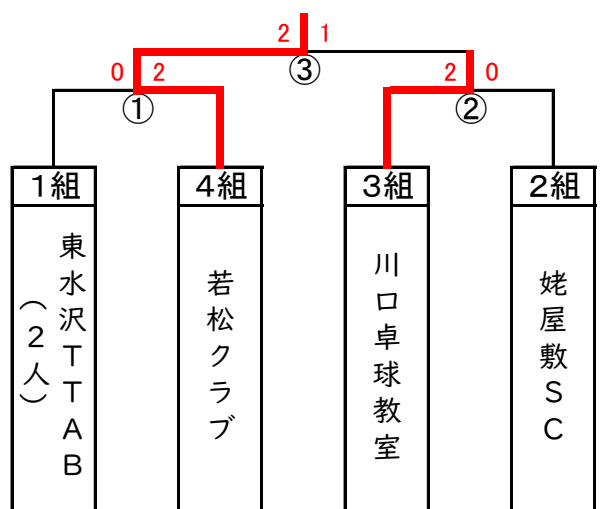 2 1
③
0 2
①
2 0
②
1組
4組
3組
2組
東水沢TTAB
（2人）
若松クラブ
川口卓球教室
姥屋敷SC